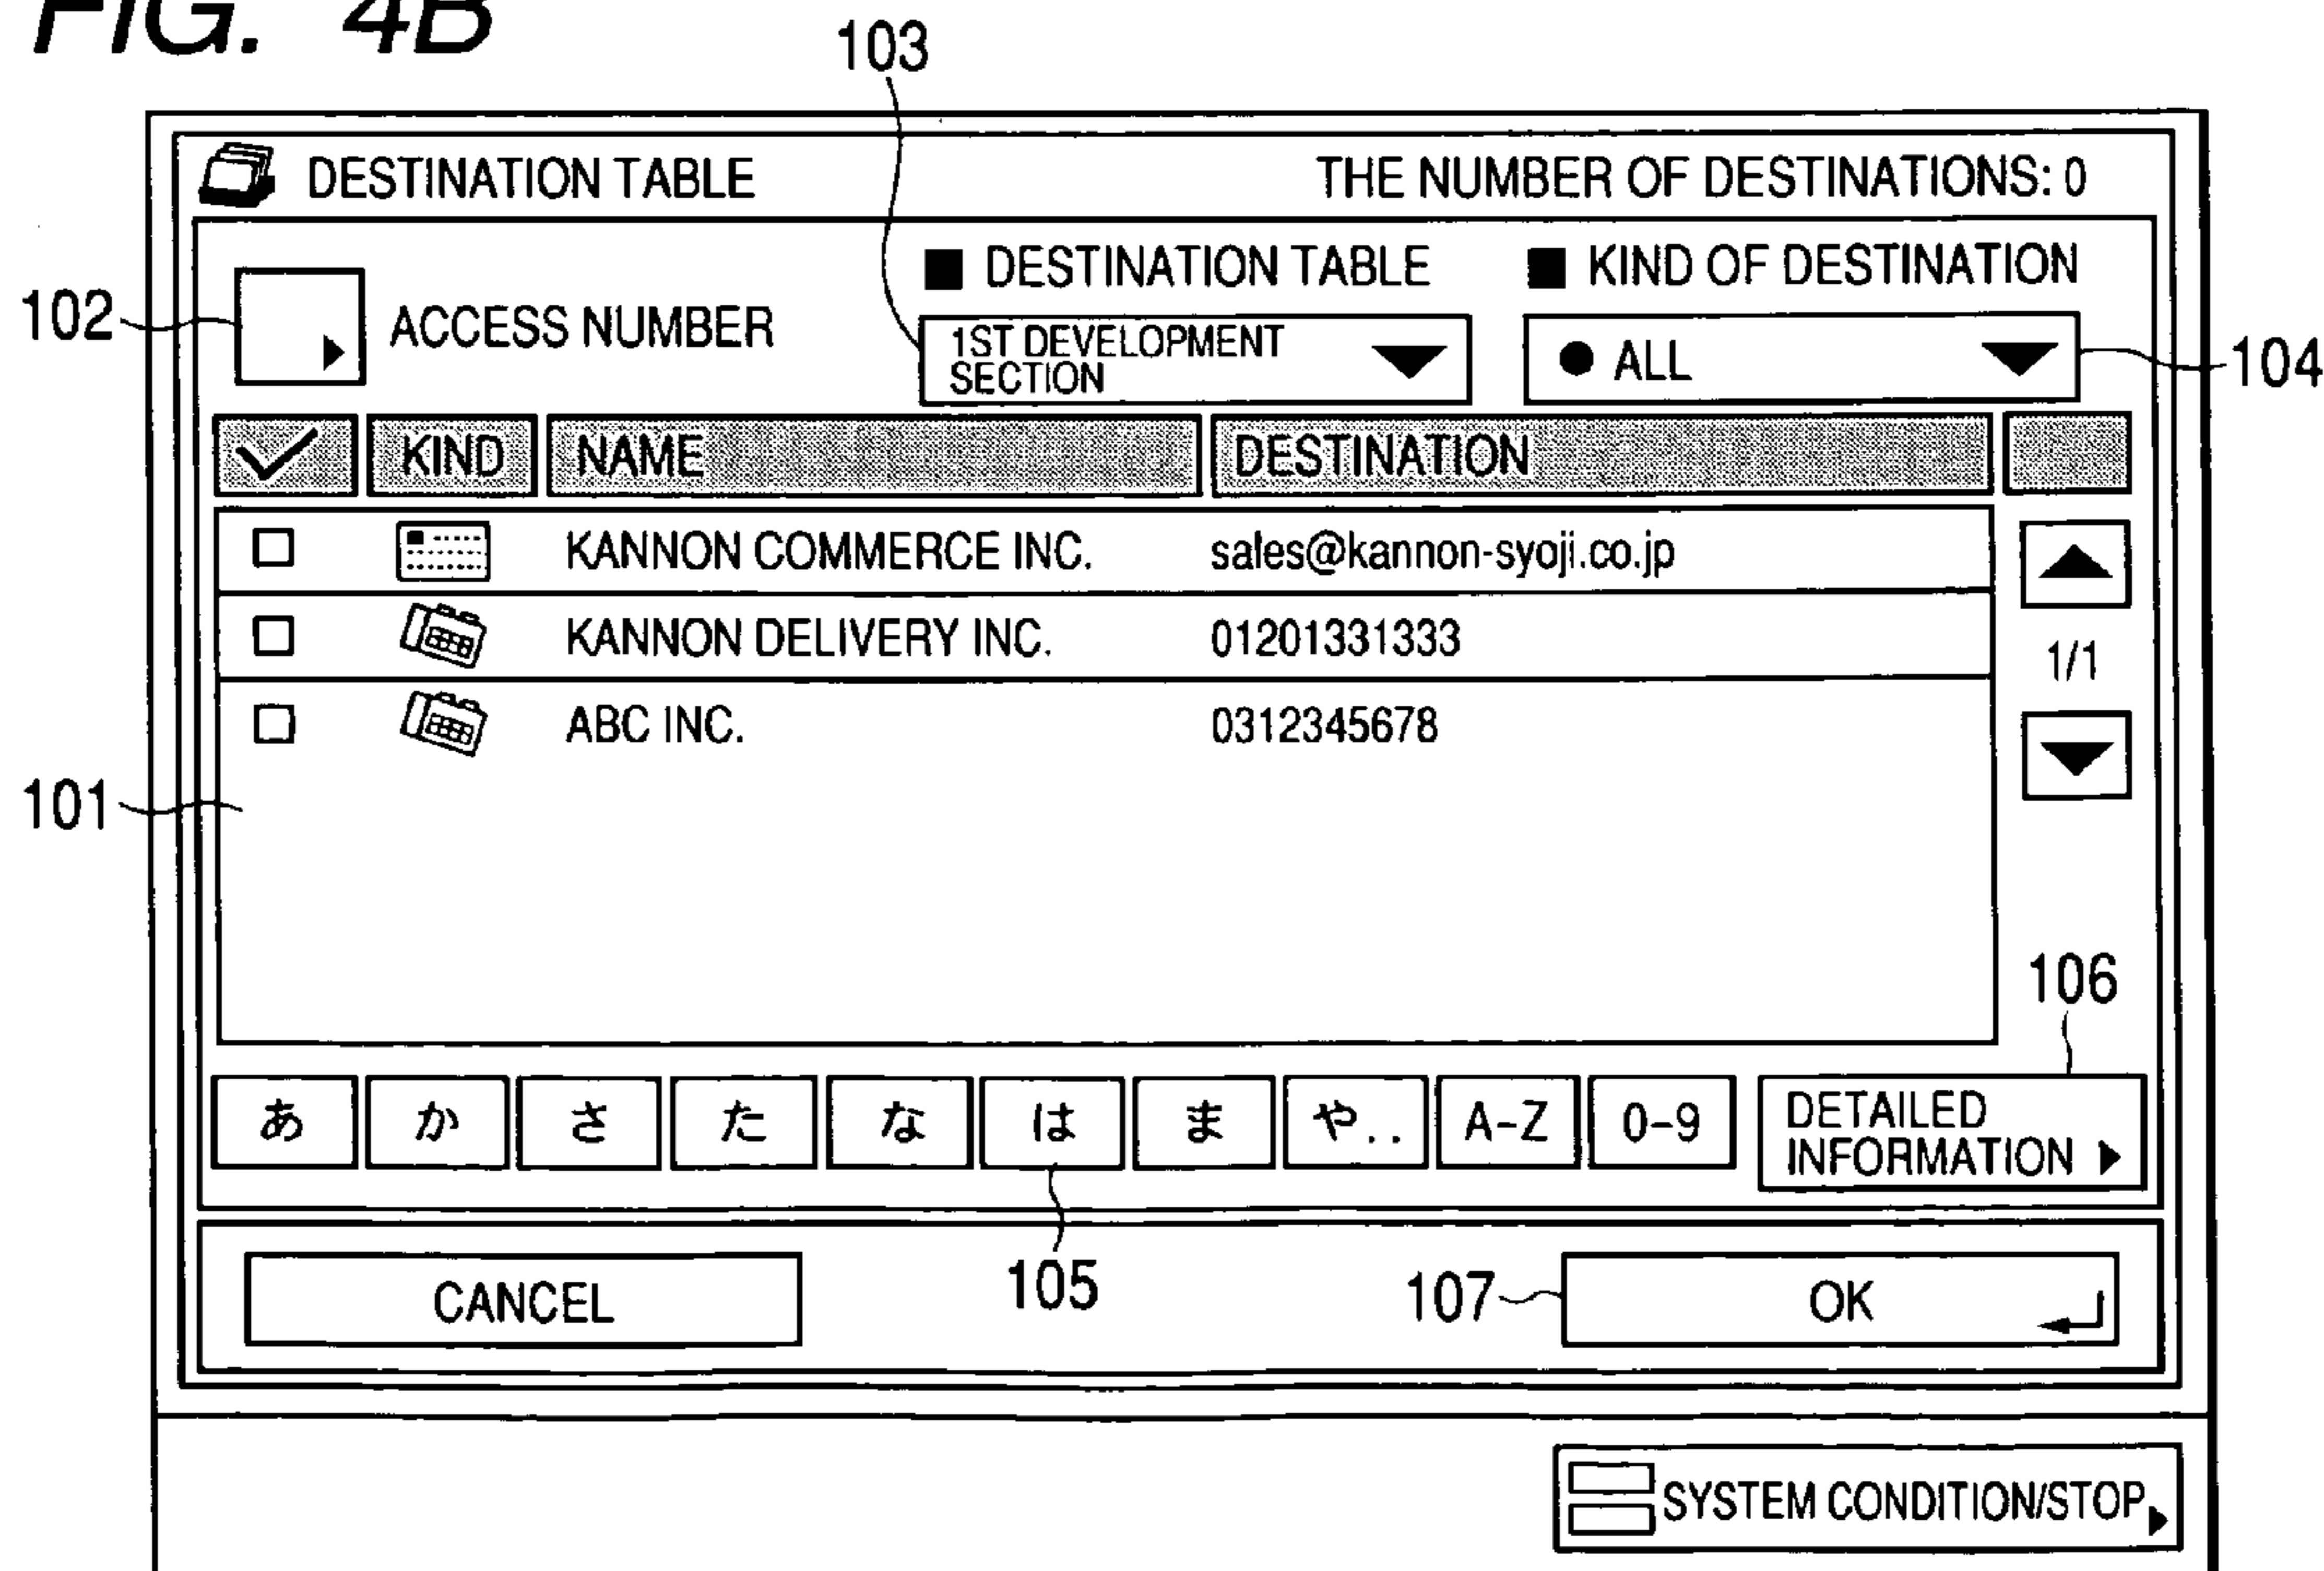 FIG. 4B
103
DESTINATION TABLE THE NUMBER OF DESTINATIONS: 0
DESTINATION TABLE KIND OF DESTINATION
102 ACCESS NUMBER
1ST DEVELOPMENT
SECTION
ALL
104
KIND NAME DESTINATION
KANNON COMMERCE INC. sales@kannon-syoji.co.jp
KANNON DELIVERY INC. 01201331333
1/1
ABC INC. 0312345678
101
106
あ か さ た な は ま や.. A-Z 0-9
DETAILED
INFORMATION
105
CANCEL
107
OK
SYSTEM CONDITION/STOP